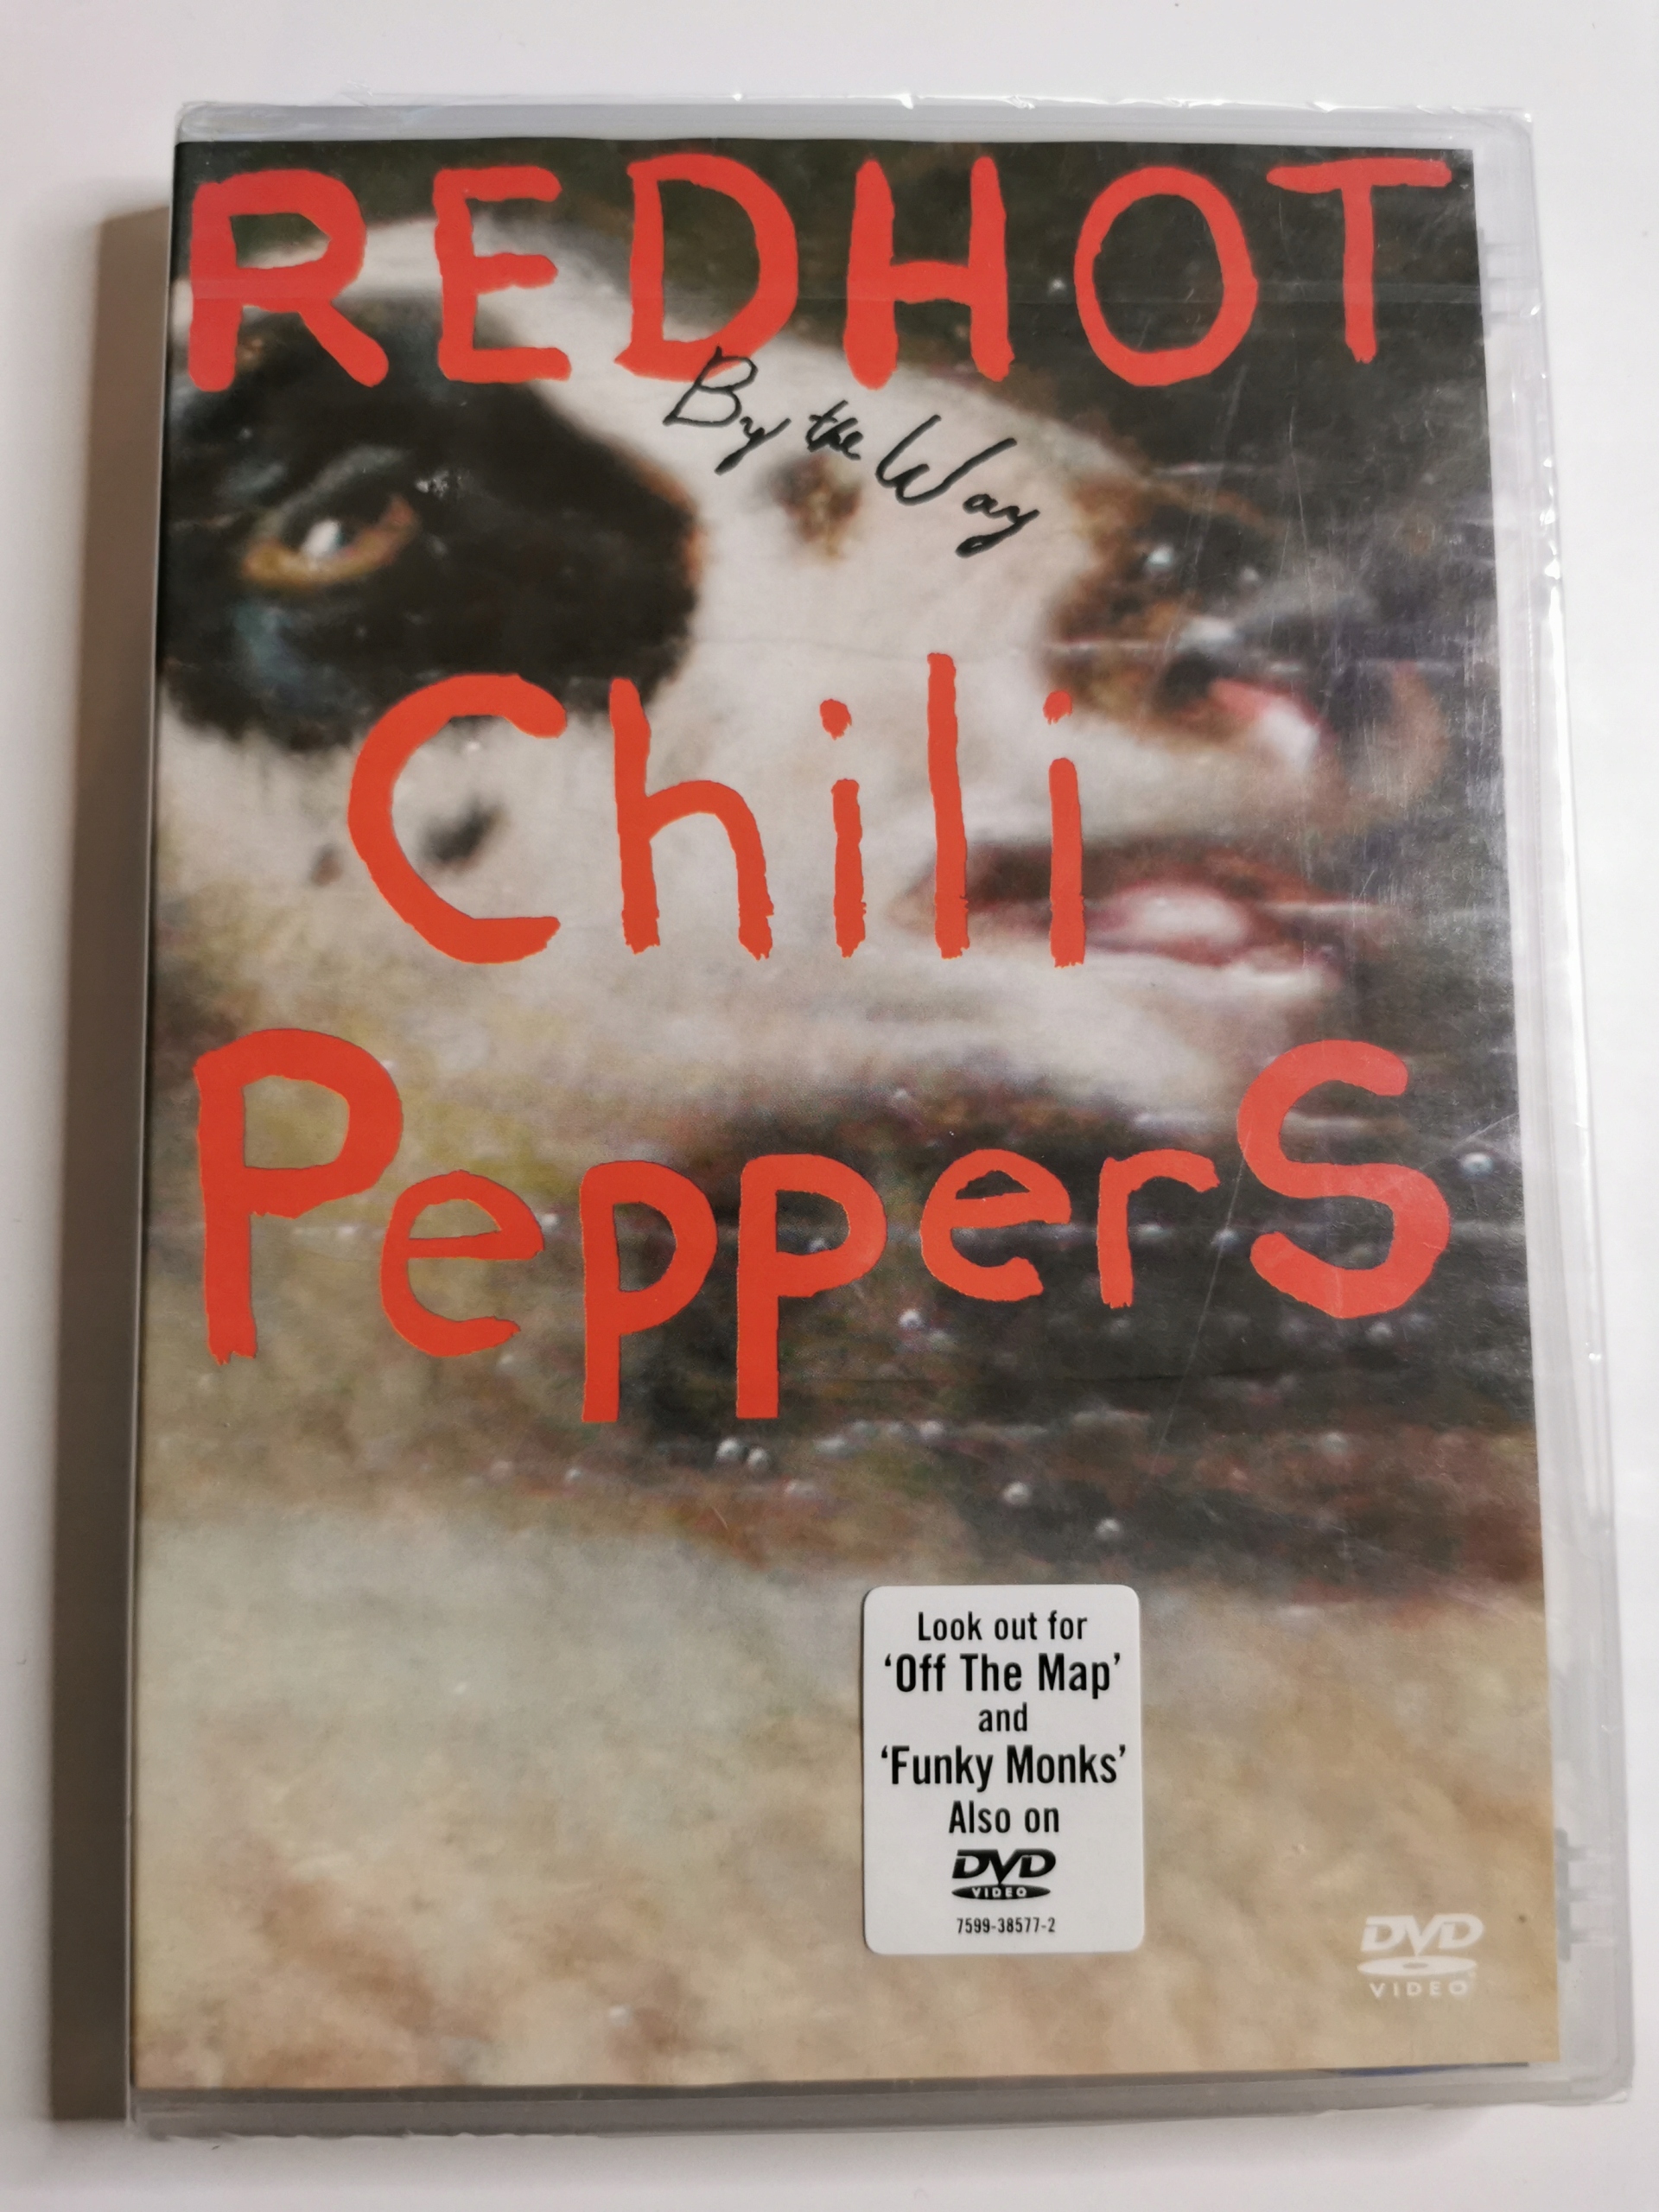 REDHOT
By the Way
Chili
Peppers
Look out for
‘Off The Map’
and
‘Funky Monks’
Also on
DVD
VIDEO
7599-38577-2
DVD
VIDEO